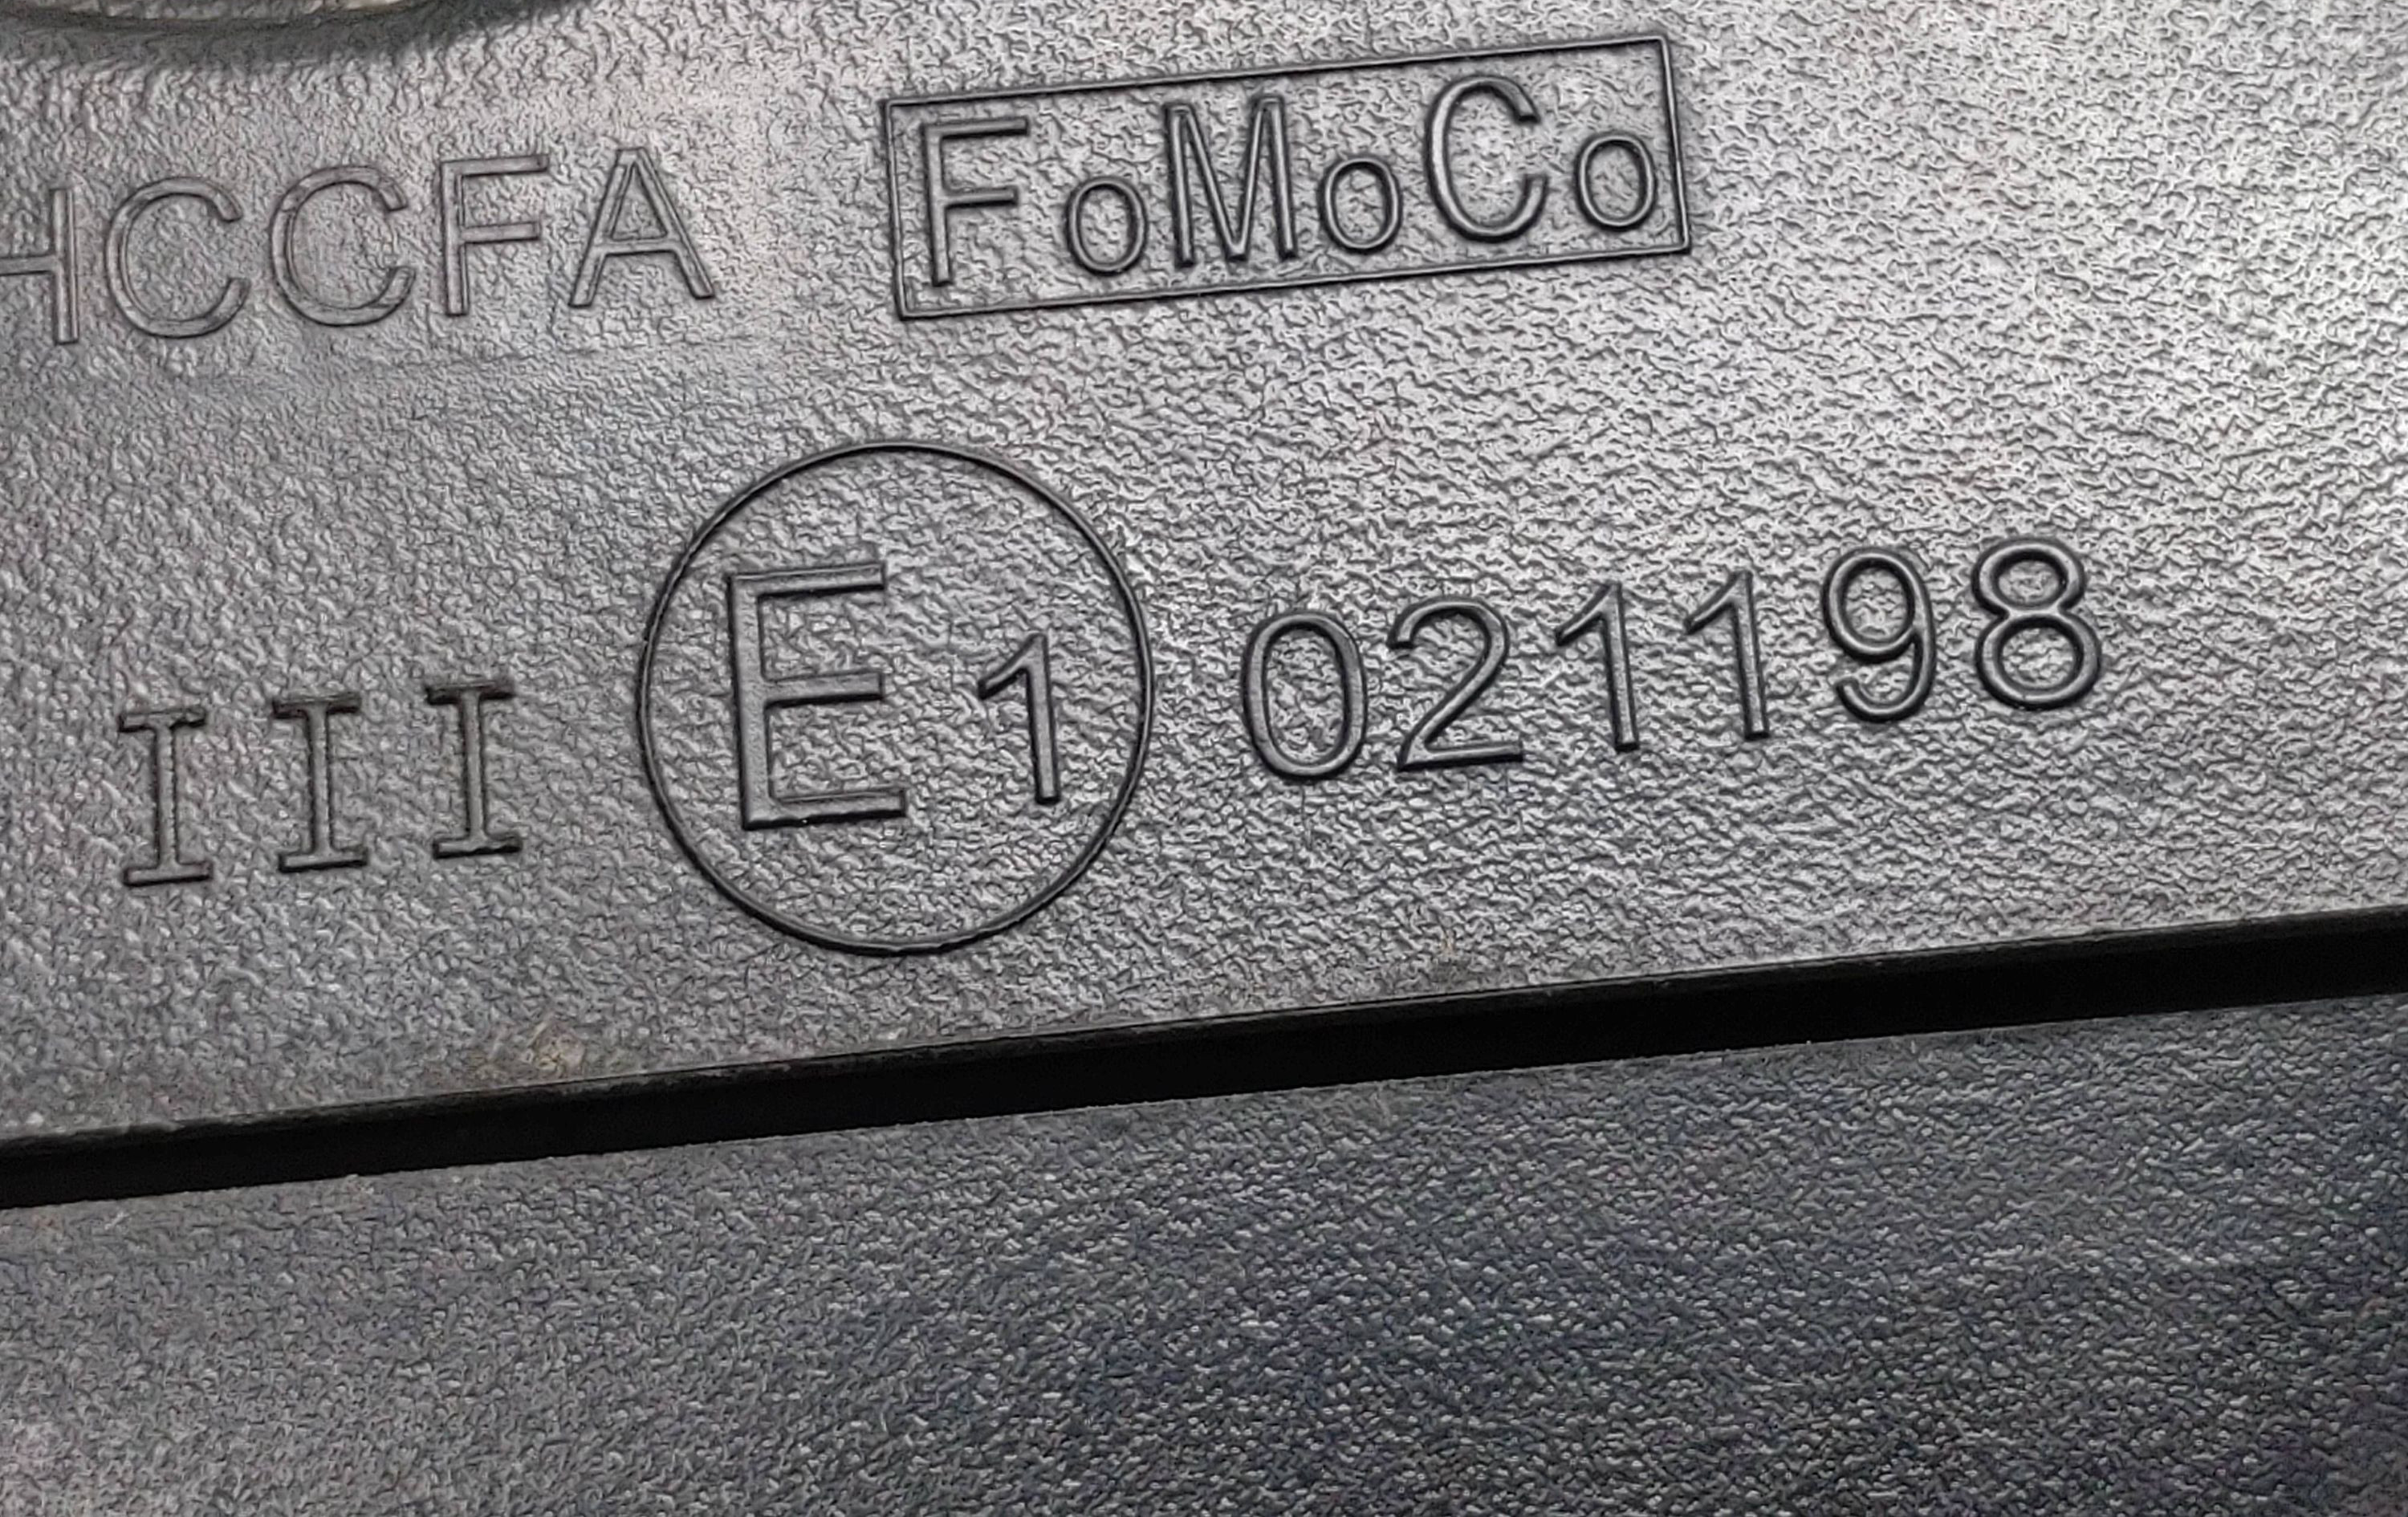 HCCFA FoMoCo
III E1 021198